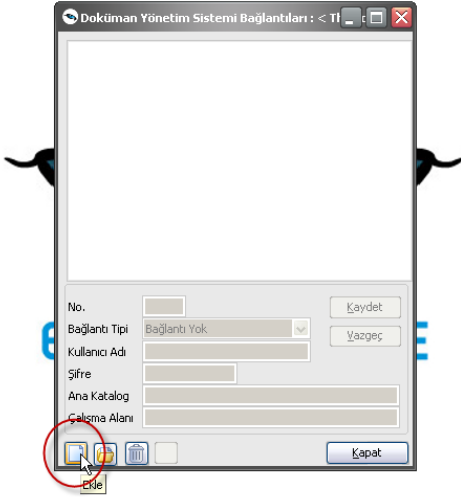 Doküman Yönetim Sistemi Bağlantıları : < Th
No.
Kaydet
Bağlantı Tipi
Bağlantı Yok
Vazgeç
Kullanıcı Adı
Şifre
Ana Katalog
Çalışma Alanı
Kapat
Ekle